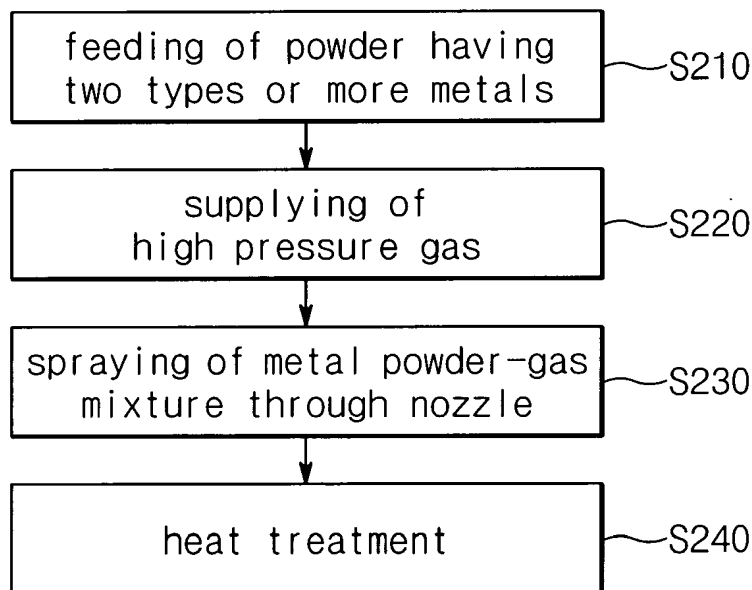 feeding of powder having
two types or more metals
S210
supplying of
high pressure gas
S220
spraying of metal powder-gas
mixture through nozzle
S230
heat treatment
S240